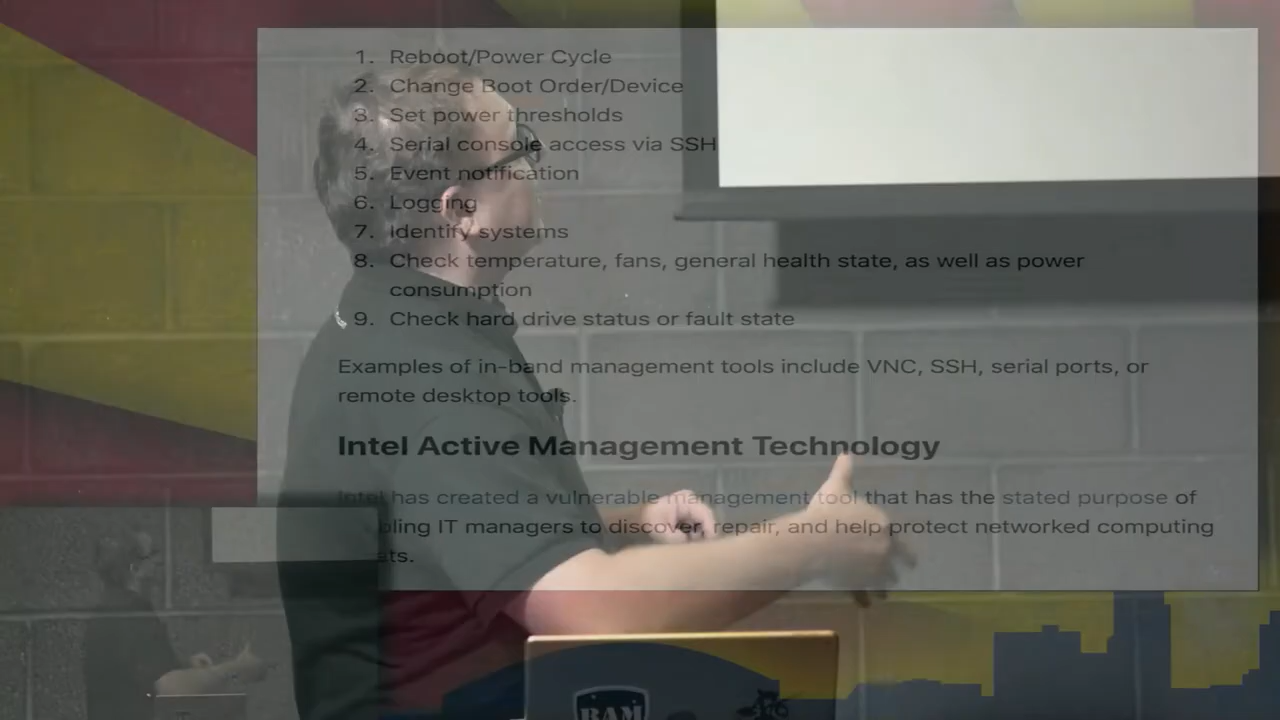 1. Reboot/Power Cycle
2. Change Boot Order/Device
3. Set power thresholds
4. Serial console access via SSH
5. Event notification
6. Logging
7. Identify systems
8. Check temperature, fans, general health state, as well as power
consumption
9. Check hard drive status or fault state
Examples of in-band management tools include VNC, SSH, serial ports, or
remote desktop tools.
Intel Active Management Technology
Intel has created a vulnerable management tool that has the stated purpose of
IT managers to discover, repair, and help protect networked computing
BAM